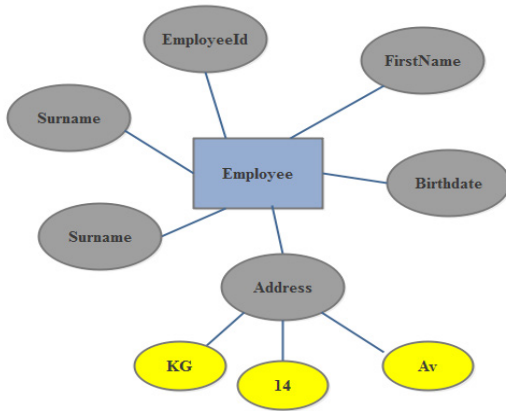 EmployeeId
FirstName
Surname
Employee
Birthdate
Surname
Address
KG
14
Av